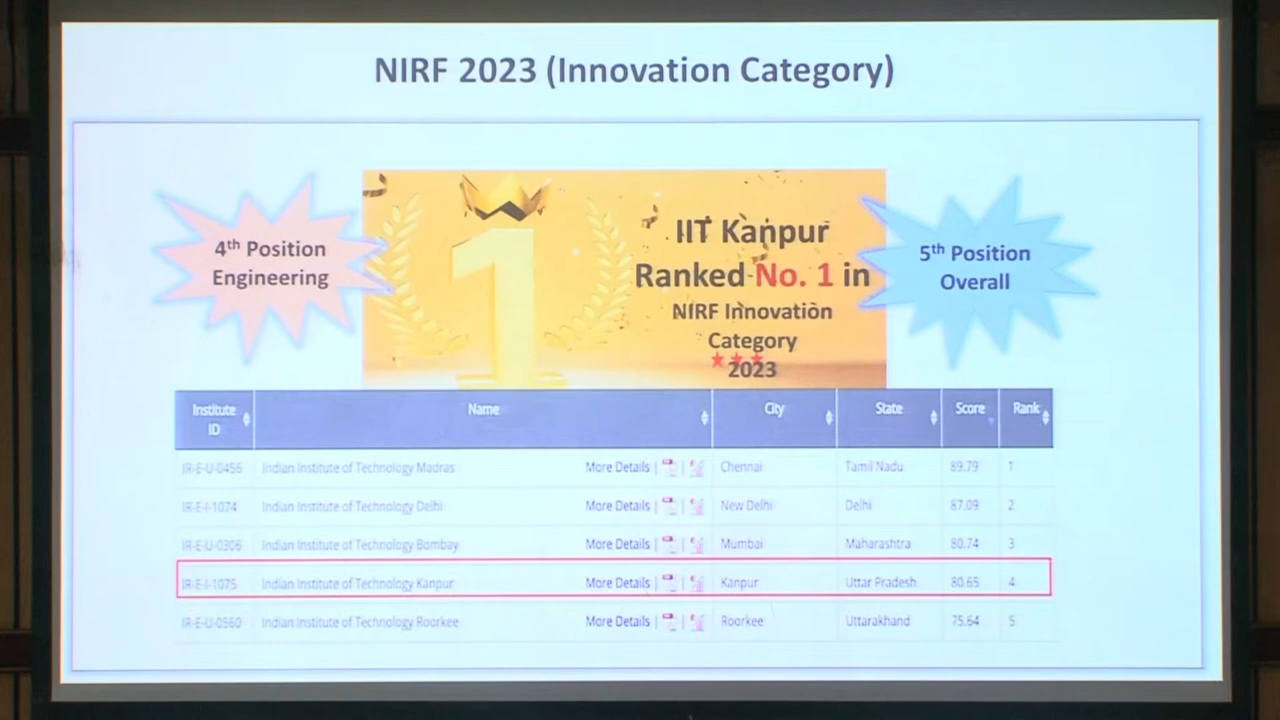 NIRF 2023 (Innovation Category)
4th Position
Engineering
1
IIT Kanpur
Ranked No. 1 in
NIRF Innovation
Category
2023
5th Position
Overall
Institute ID Name City State Score Rank
IR-E-U-0456 Indian Institute of Technology Madras More Details | | Chennai Tamil Nadu 89.79 1
IR-E-I-1074 Indian Institute of Technology Delhi More Details | | New Delhi Delhi 87.09 2
IR-E-U-0306 Indian Institute of Technology Bombay More Details | | Mumbai Maharashtra 80.74 3
IR-E-I-1075 Indian Institute of Technology Kanpur More Details | | Kanpur Uttar Pradesh 80.65 4
IR-E-U-0560 Indian Institute of Technology Roorkee More Details | | Roorkee Uttarakhand 75.64 5